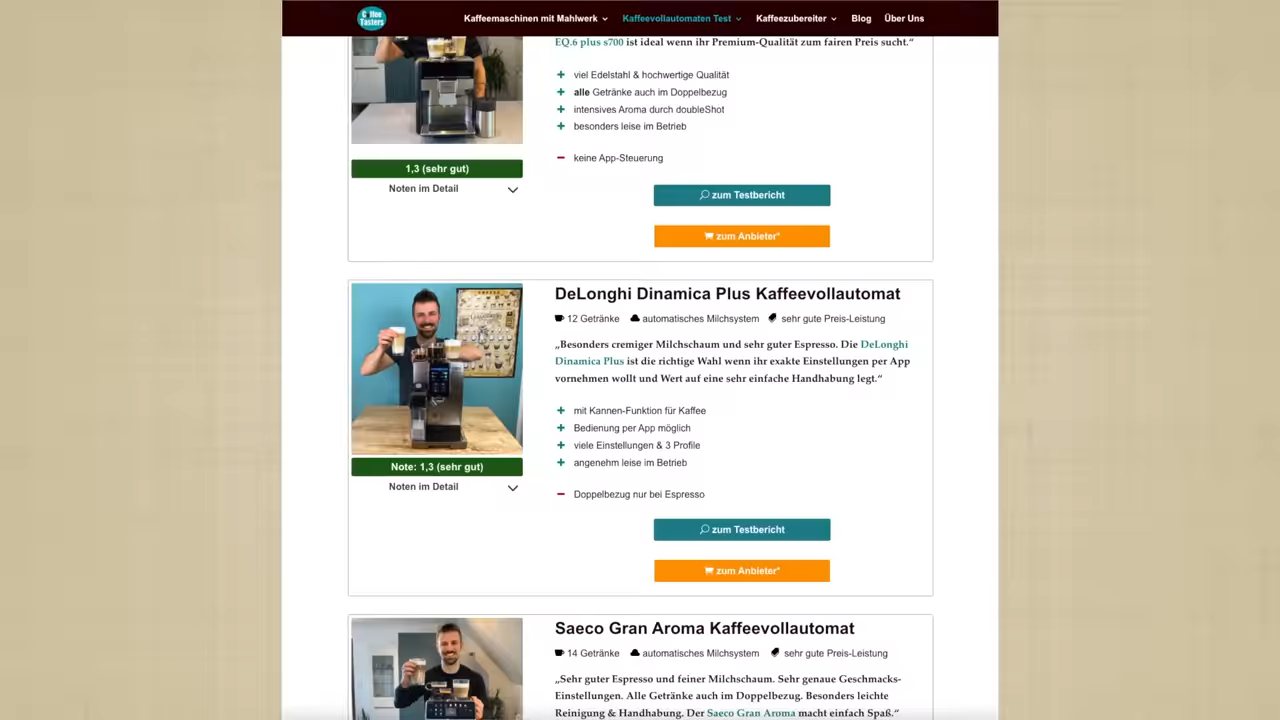 Coffee
Tasters
Kaffeemaschinen mit Mahlwerk
Kaffeevollautomaten Test
Kaffeezubereiter
Blog
Über Uns
EQ.6 plus s700 ist ideal wenn ihr Premium-Qualität zum fairen Preis sucht.“
+ viel Edelstahl & hochwertige Qualität
+ alle Getränke auch im Doppelbezug
+ intensives Aroma durch doubleShot
+ besonders leise im Betrieb
− keine App-Steuerung
1,3 (sehr gut)
Noten im Detail
zum Testbericht
zum Anbieter*
DeLonghi Dinamica Plus Kaffeevollautomat
12 Getränke automatisches Milchsystem sehr gute Preis-Leistung
„Besonders cremiger Milchschaum und sehr guter Espresso. Die DeLonghi
Dinamica Plus ist die richtige Wahl wenn ihr exakte Einstellungen per App
vornehmen wollt und Wert auf eine sehr einfache Handhabung legt.“
+ mit Kannen-Funktion für Kaffee
+ Bedienung per App möglich
+ viele Einstellungen & 3 Profile
+ angenehm leise im Betrieb
− Doppelbezug nur bei Espresso
Note: 1,3 (sehr gut)
Noten im Detail
zum Testbericht
zum Anbieter*
Saeco Gran Aroma Kaffeevollautomat
14 Getränke automatisches Milchsystem sehr gute Preis-Leistung
„Sehr guter Espresso und feiner Milchschaum. Sehr genaue Geschmacks-
Einstellungen. Alle Getränke auch im Doppelbezug. Besonders leichte
Reinigung & Handhabung. Der Saeco Gran Aroma macht einfach Spaß.“